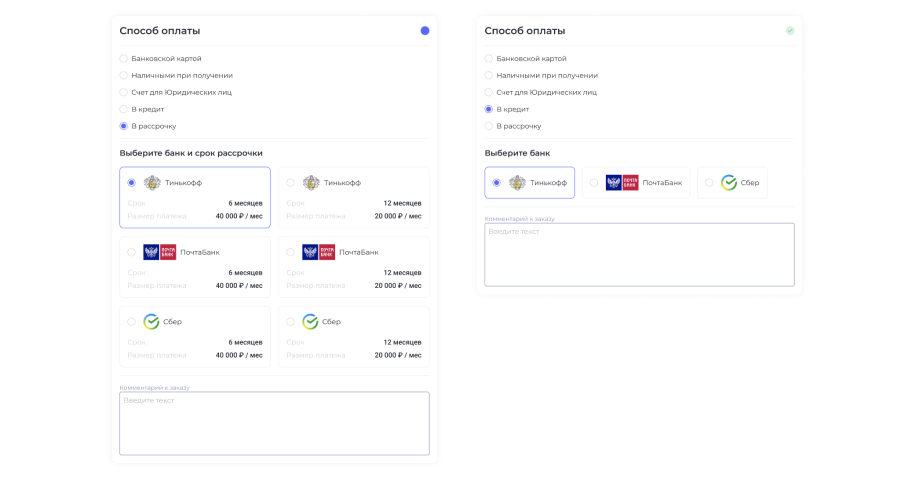 Способ оплаты
Банковской картой
Наличными при получении
Счет для Юридических лиц
В кредит
В рассрочку
Выберите банк и срок рассрочки
Тинькофф
Срок 6 месяцев
Размер платежа 40 000 ₽ / мес
Тинькофф
Срок 12 месяцев
Размер платежа 20 000 ₽ / мес
ПОЧТА БАНК ПочтаБанк
Срок 6 месяцев
Размер платежа 40 000 ₽ / мес
ПОЧТА БАНК ПочтаБанк
Срок 12 месяцев
Размер платежа 20 000 ₽ / мес
Сбер
Срок 6 месяцев
Размер платежа 40 000 ₽ / мес
Сбер
Срок 12 месяцев
Размер платежа 20 000 ₽ / мес
Комментарий к заказу
Введите текст
Способ оплаты
Банковской картой
Наличными при получении
Счет для Юридических лиц
В кредит
В рассрочку
Выберите банк
Тинькофф
ПОЧТА БАНК ПочтаБанк
Сбер
Комментарий к заказу
Введите текст